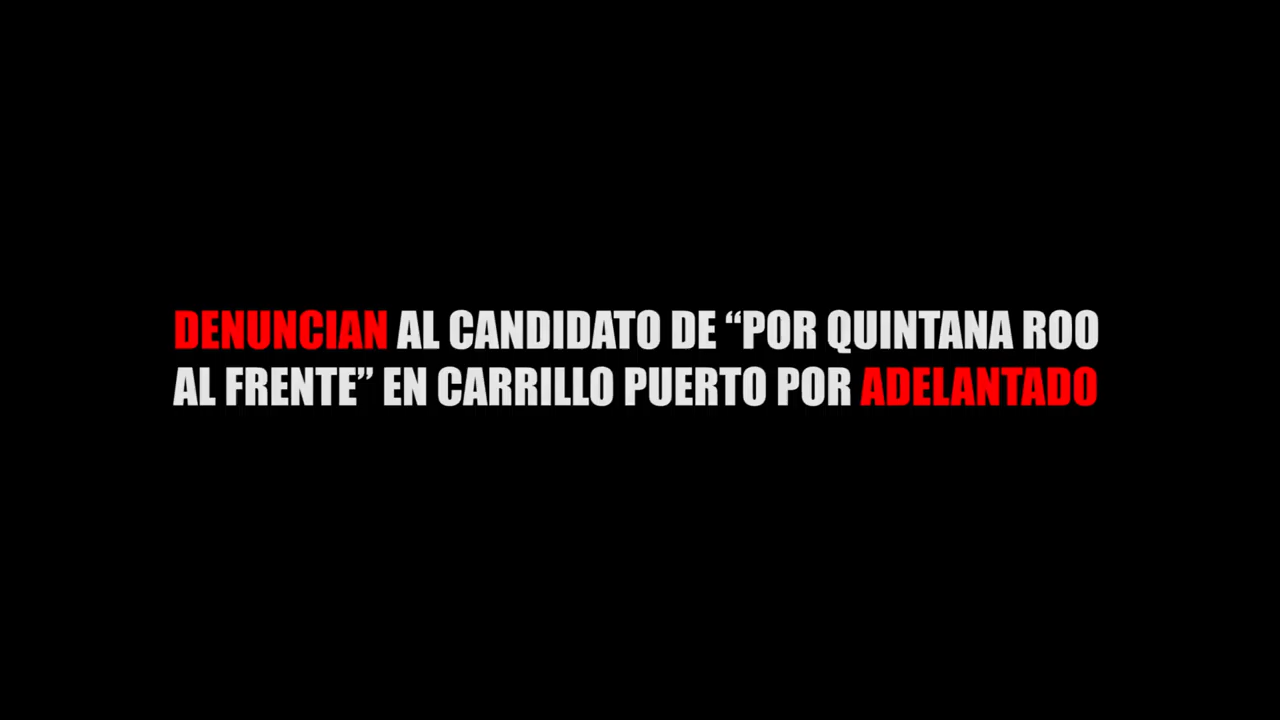 DENUNCIAN AL CANDIDATO DE “POR QUINTANA ROO
AL FRENTE” EN CARRILLO PUERTO POR ADELANTADO